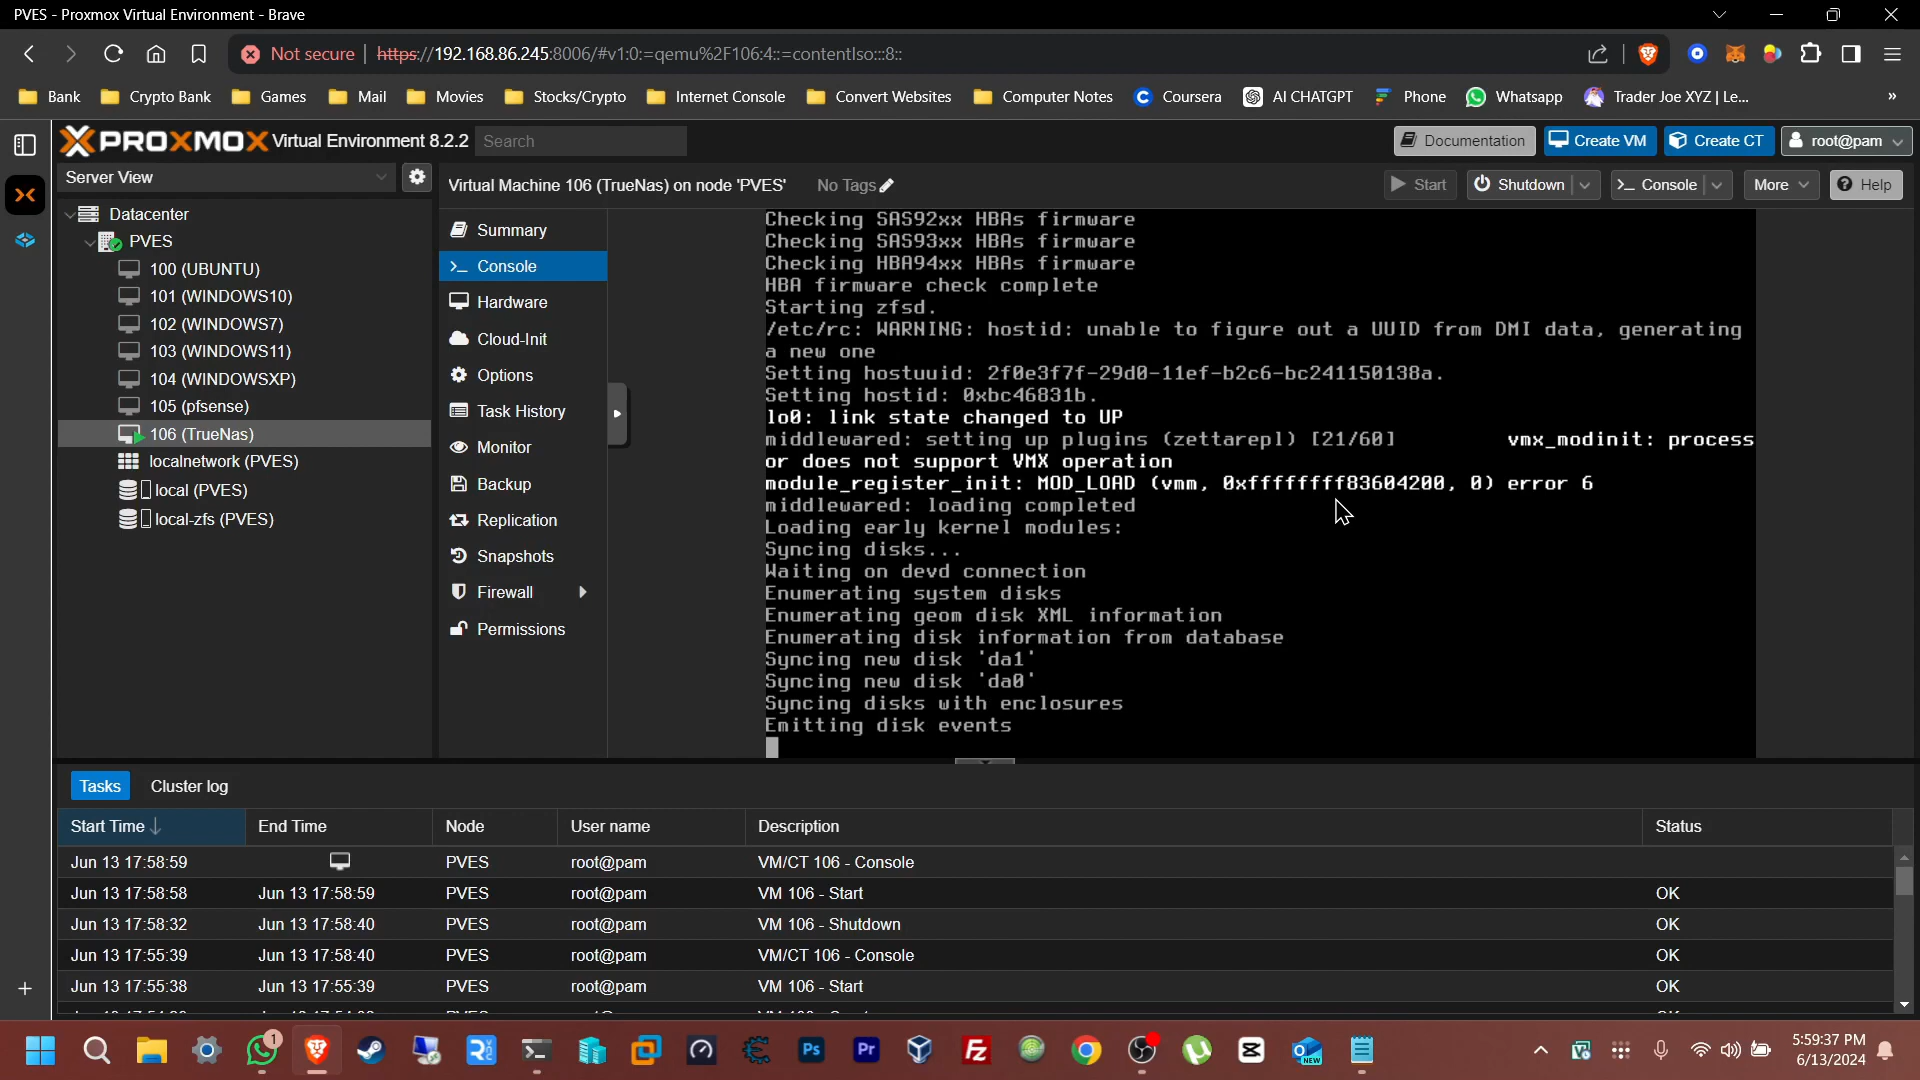 PVES - Proxmox Virtual Environment - Brave
Not secure https://192.168.86.245:8006/#v1:0:=qemu%2F106:4::=contentIso:::8::
Bank Crypto Bank Games Mail Movies Stocks/Crypto Internet Console Convert Websites Computer Notes Coursera AI CHATGPT Phone Whatsapp Trader Joe XYZ | Le... »
PROXMOX Virtual Environment 8.2.2 Search Documentation Create VM Create CT root@pam
Server View
Virtual Machine 106 (TrueNas) on node 'PVES' No Tags Start Shutdown Console More Help
Datacenter
PVES
100 (UBUNTU)
101 (WINDOWS10)
102 (WINDOWS7)
103 (WINDOWS11)
104 (WINDOWSXP)
105 (pfsense)
106 (TrueNas)
localnetwork (PVES)
local (PVES)
local-zfs (PVES)
Summary
Console
Hardware
Cloud-Init
Options
Task History
Monitor
Backup
Replication
Snapshots
Firewall
Permissions
Checking SAS92xx HBAs firmware
Checking SAS93xx HBAs firmware
Checking HBA94xx HBAs firmware
HBA firmware check complete
Starting zfsd.
/etc/rc: WARNING: hostid: unable to figure out a UUID from DMI data, generating
a new one
Setting hostuuid: 2f0e3f7f-29d0-11ef-b2c6-bc241150138a.
Setting hostid: 0xbc46831b.
lo0: link state changed to UP
middlewared: setting up plugins (zettarepl) [21/60] vmx_modinit: process
or does not support VMX operation
module_register_init: MOD_LOAD (vmm, 0xffffffff83604200, 0) error 6
middlewared: loading completed
Loading early kernel modules:
Syncing disks...
Waiting on devd connection
Enumerating system disks
Enumerating geom disk XML information
Enumerating disk information from database
Syncing new disk 'da1'
Syncing new disk 'da0'
Syncing disks with enclosures
Emitting disk events
Tasks Cluster log
Start Time End Time Node User name Description Status
Jun 13 17:58:59 PVES root@pam VM/CT 106 - Console
Jun 13 17:58:58 Jun 13 17:58:59 PVES root@pam VM 106 - Start OK
Jun 13 17:58:32 Jun 13 17:58:40 PVES root@pam VM 106 - Shutdown OK
Jun 13 17:55:39 Jun 13 17:58:40 PVES root@pam VM/CT 106 - Console OK
Jun 13 17:55:38 Jun 13 17:55:39 PVES root@pam VM 106 - Start OK
1 Ps Pr Fz NEW
5:59:37 PM
6/13/2024